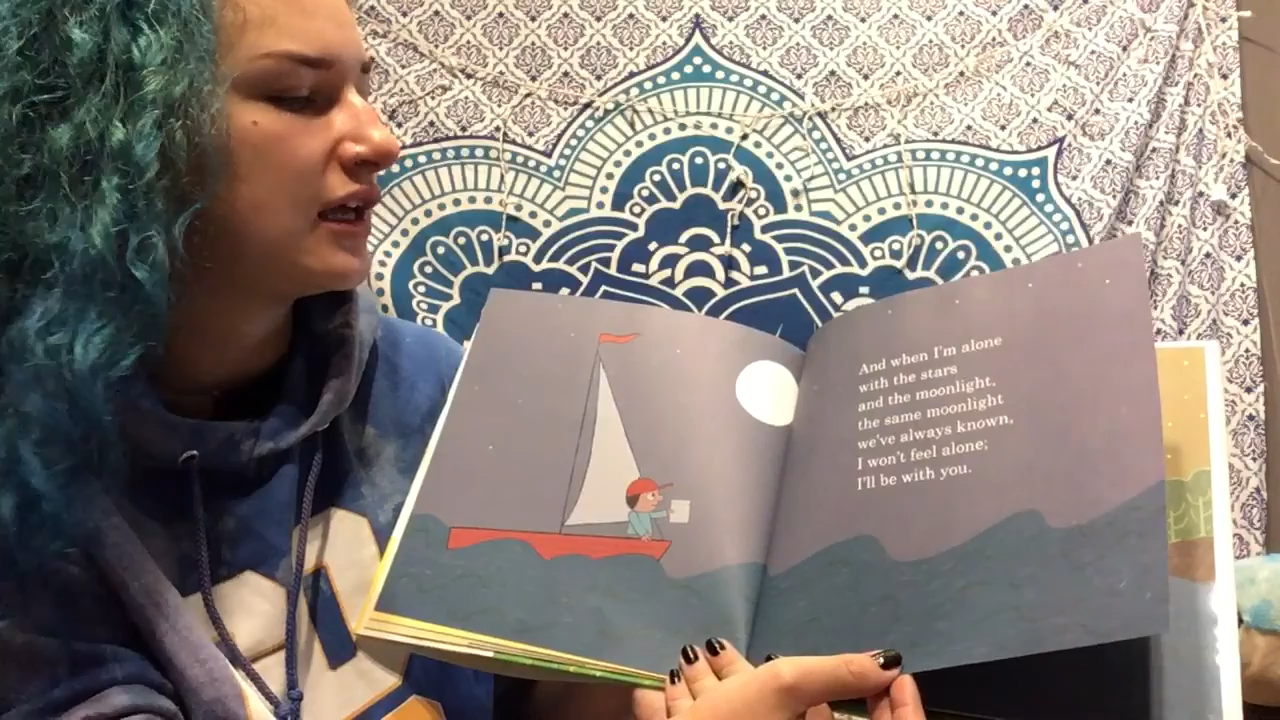 And when I'm alone
with the stars
and the moonlight,
the same moonlight
we've always known,
I won't feel alone;
I'll be with you.